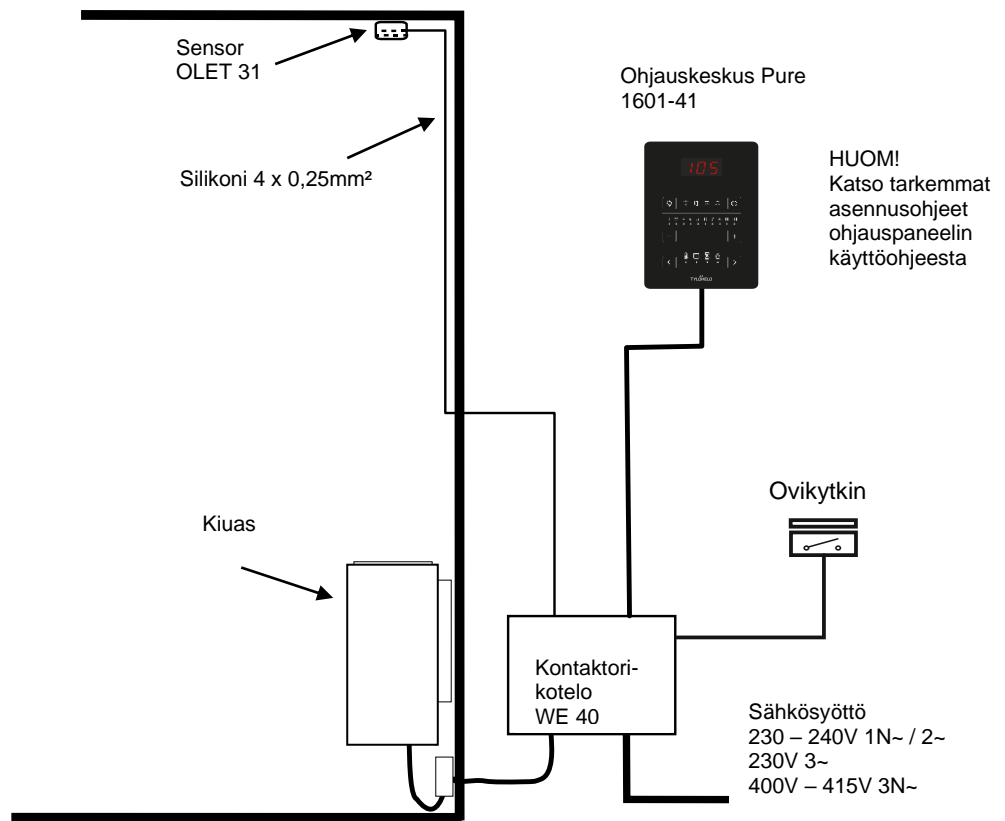 Sensor
OLET 31
Silikoni 4 x 0,25mm²
Ohjauskeskus Pure
1601-41
105
TYLÖHELO
HUOM!
Katso tarkemmat
asennusohjeet
ohjauspaneelin
käyttöohjeesta
Ovikytkin
Kiuas
Kontaktori-
kotelo
WE 40
Sähkösyöttö
230 – 240V 1N~ / 2~
230V 3~
400V – 415V 3N~